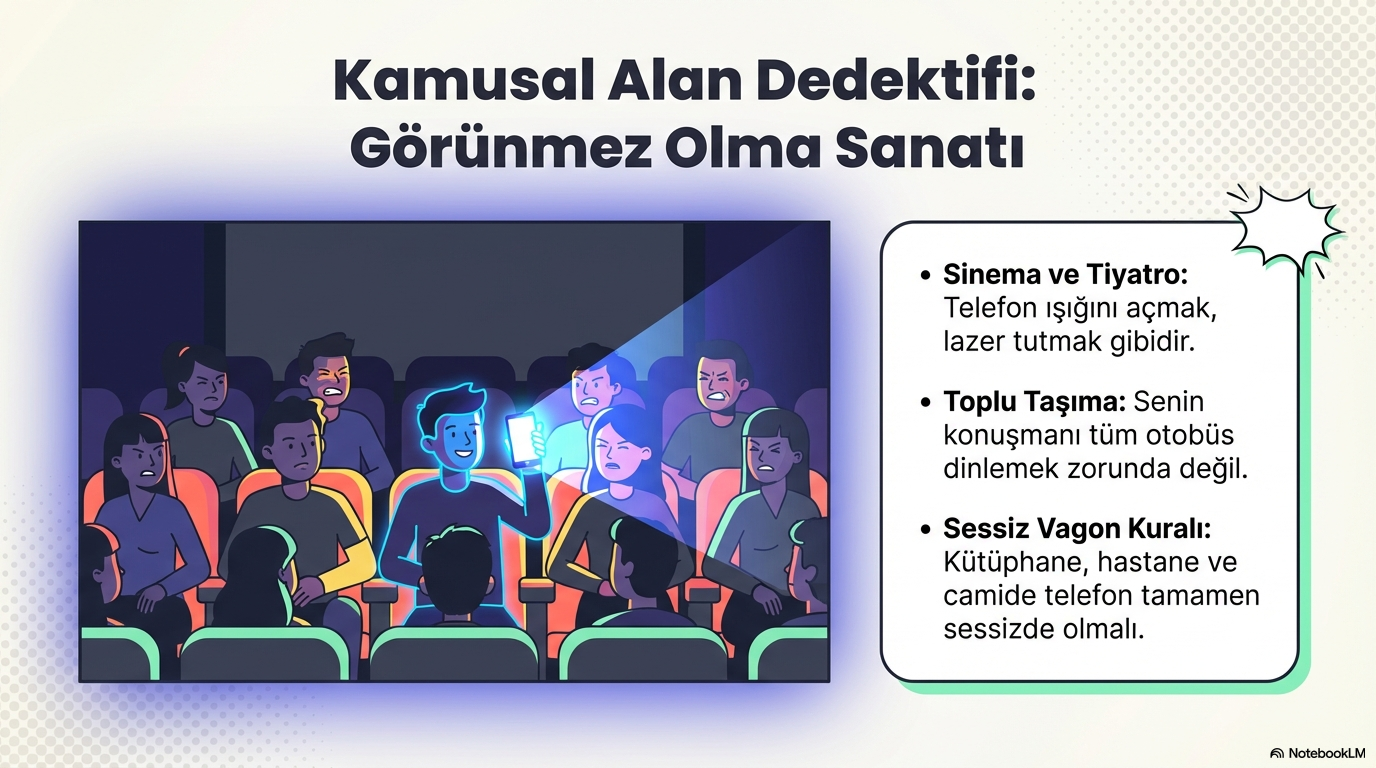 Kamusal Alan Dedektifi:
Görünmez Olma Sanatı
• Sinema ve Tiyatro:
Telefon ışığını açmak,
lazer tutmak gibidir.
• Toplu Taşıma: Senin
konuşmanı tüm otobüs
dinlemek zorunda değil.
• Sessiz Vagon Kuralı:
Kütüphane, hastane ve
camide telefon tamamen
sessizde olmalı.
NotebookLM